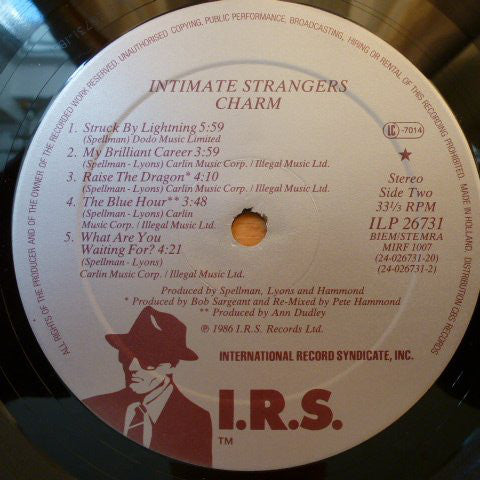 ALL RIGHTS OF THE PRODUCER AND OF THE OWNER OF THE RECORDED WORK RESERVED. UNAUTHORISED COPYING, PUBLIC PERFORMANCE, BROADCASTING, HIRING OR RENTAL OF THIS RECORDING PROHIBITED. MADE IN HOLLAND. DISTRIBUTION CBS RECORDS
INTIMATE STRANGERS
CHARM
1. Struck By Lightning 5:59
(Spellman) Dodo Music Limited
2. My Brilliant Career 3:59
(Spellman - Lyons) Carlin Music Corp. / Illegal Music Ltd.
3. Raise The Dragon* 4:10
(Spellman - Lyons) Carlin Music Corp. / Illegal Music Ltd.
4. The Blue Hour** 3:48
(Spellman - Lyons) Carlin
Music Corp. / Illegal Music Ltd.
5. What Are You
Waiting For? 4:21
(Spellman - Lyons)
Carlin Music Corp. / Illegal Music Ltd.
LC -7014
Stereo
Side Two
33⅓ RPM
ILP 26731
BIEM/STEMRA
MIRF 1007
(24-026731-20)
(24-026731-2)
Produced by Spellman, Lyons and Hammond
* Produced by Bob Sargeant and Re-Mixed by Pete Hammond
** Produced by Ann Dudley
℗ 1986 I.R.S. Records Ltd.
INTERNATIONAL RECORD SYNDICATE, INC.
I.R.S.
TM